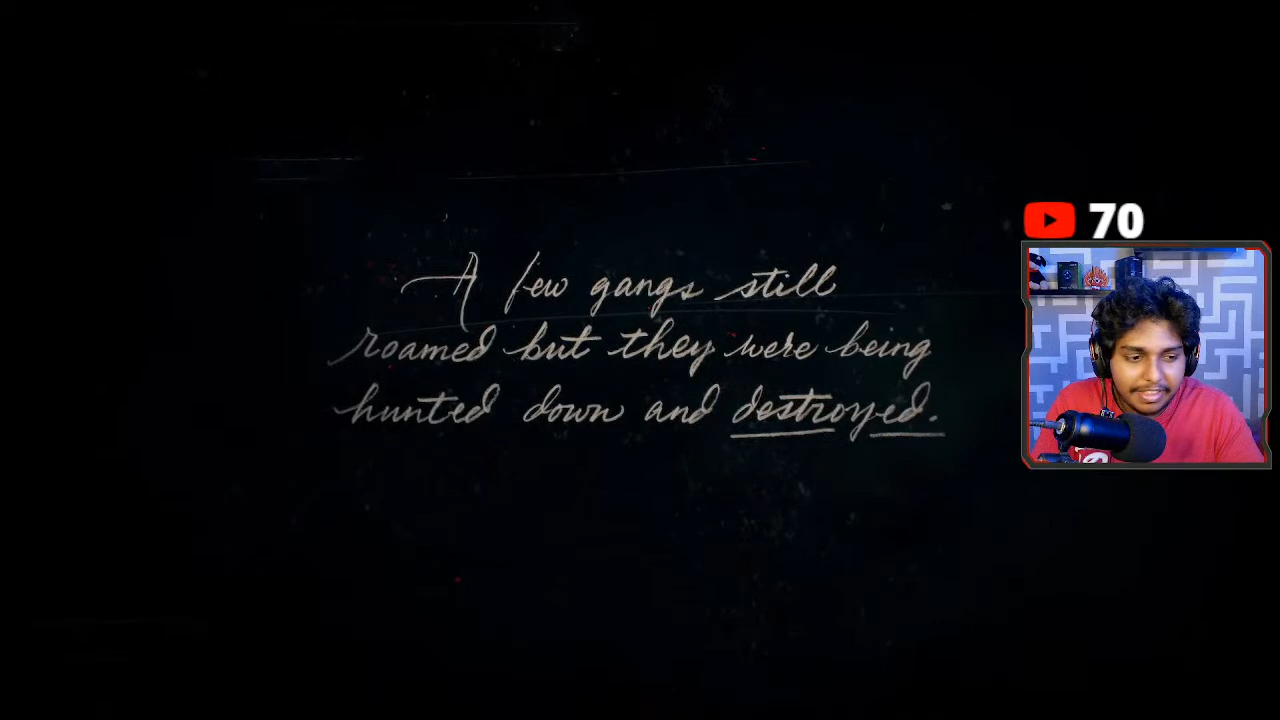 A few gangs still
roamed but they were being
hunted down and destroyed.
70